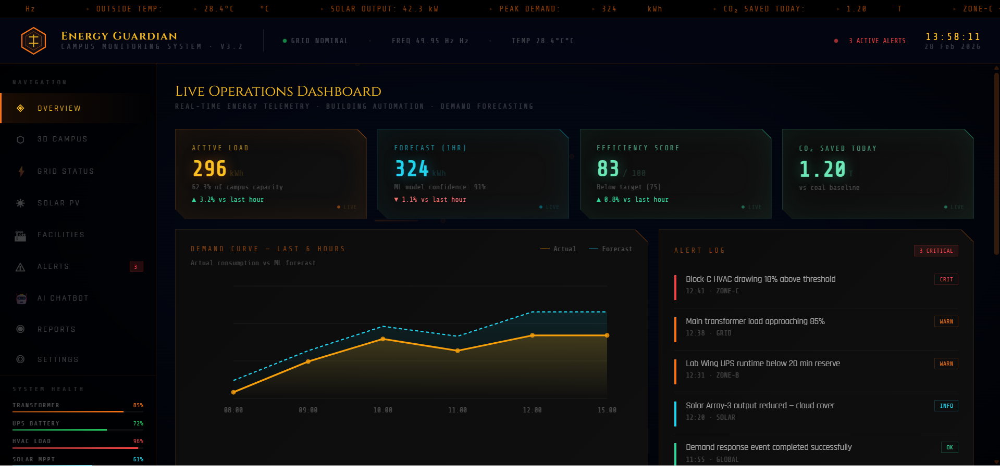 Hz ▸ OUTSIDE TEMP: ▸ 28.4°C °C ▸ SOLAR OUTPUT: 42.3 kW ▸ PEAK DEMAND: ▸ 324 kWh ▸ CO₂ SAVED TODAY: ▸ 1.20 T ▸ ZONE-C
Energy Guardian
CAMPUS MONITORING SYSTEM · V3.2
GRID NOMINAL · FREQ 49.95 Hz Hz · TEMP 28.4°C°C
3 ACTIVE ALERTS
13:58:11
28 Feb 2026
NAVIGATION
OVERVIEW
3D CAMPUS
GRID STATUS
SOLAR PV
FACILITIES
ALERTS 3
AI CHATBOT
REPORTS
SETTINGS
SYSTEM HEALTH
TRANSFORMER 85%
UPS BATTERY 72%
HVAC LOAD 96%
SOLAR MPPT 61%
Live Operations Dashboard
REAL-TIME ENERGY TELEMETRY · BUILDING AUTOMATION · DEMAND FORECASTING
ACTIVE LOAD
296 kWh
62.3% of campus capacity
▲ 3.2% vs last hour
LIVE
FORECAST (1HR)
324 kWh
ML model confidence: 91%
▼ 1.1% vs last hour
LIVE
EFFICIENCY SCORE
83 / 100
Below target (75)
▲ 0.8% vs last hour
LIVE
CO₂ SAVED TODAY
1.20 T
vs coal baseline
LIVE
DEMAND CURVE — LAST 6 HOURS
Actual consumption vs ML forecast
Actual Forecast
08:00 09:00 10:00 11:00 12:00 15:00
ALERT LOG
3 CRITICAL
Block-C HVAC drawing 18% above threshold
12:41 · ZONE-C
CRIT
Main transformer load approaching 85%
12:38 · GRID
WARN
Lab Wing UPS runtime below 20 min reserve
12:31 · ZONE-B
WARN
Solar Array-3 output reduced — cloud cover
12:20 · SOLAR
INFO
Demand response event completed successfully
11:55 · GLOBAL
OK